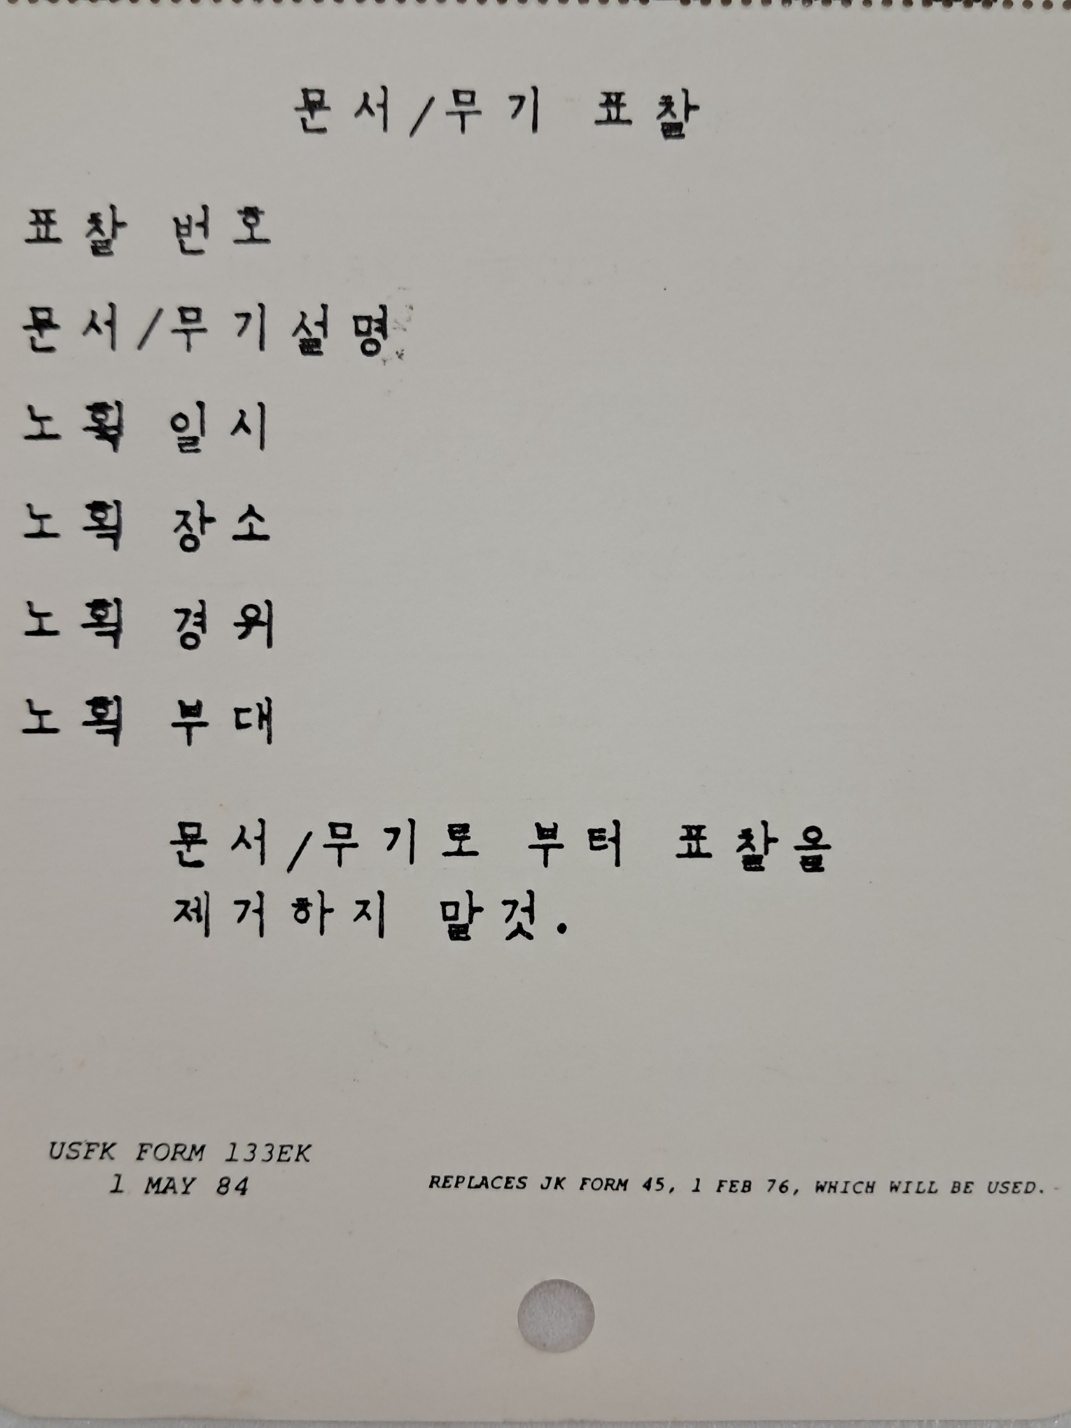 문서/무기 표찰
표찰 번호
문서/무기설명
노획 일시
노획 장소
노획 경위
노획 부대
문서/무기로 부터 표찰을
제거하지 말것.
USFK FORM 133EK
1 MAY 84
REPLACES JK FORM 45, 1 FEB 76, WHICH WILL BE USED.